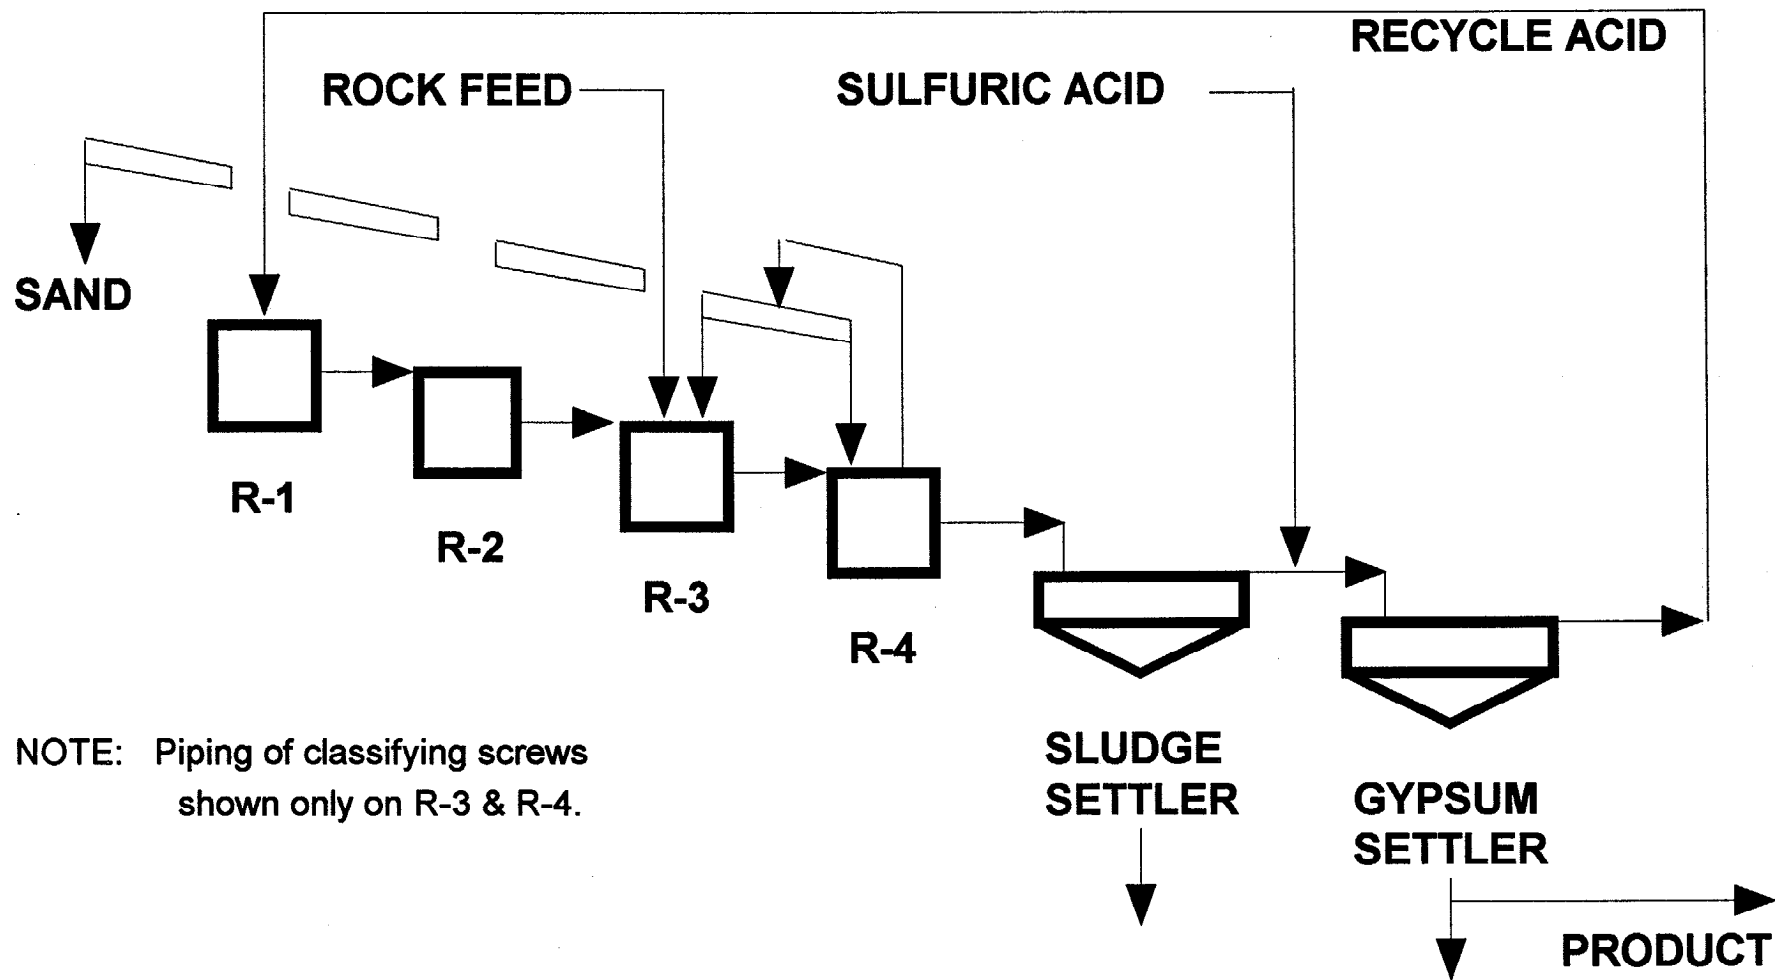 RECYCLE ACID
ROCK FEED
SULFURIC ACID
SAND
R-1
R-2
R-3
R-4
NOTE: Piping of classifying screws
shown only on R-3 & R-4.
SLUDGE
SETTLER
GYPSUM
SETTLER
PRODUCT